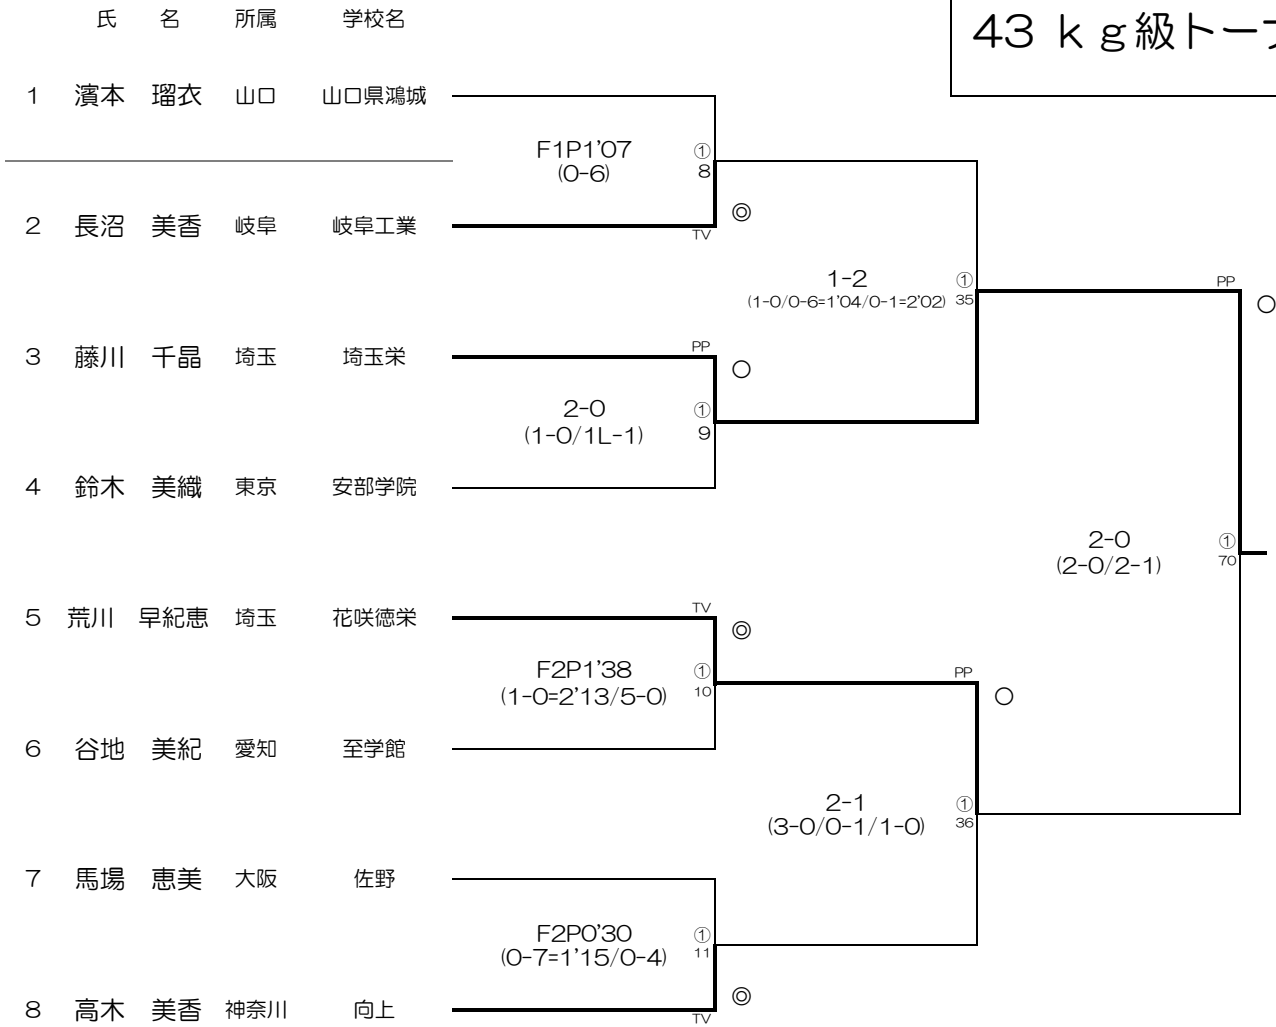 氏 名 所属 学校名
43 ｋｇ級トー
1 濱本 瑠衣 山口 山口県鴻城
F1P1'07
(0-6)
①
8
2 長沼 美香 岐阜 岐阜工業
◎
TV
1-2
(1-0/0-6=1'04/0-1=2'02)
①
35
PP
○
3 藤川 千晶 埼玉 埼玉栄
PP
○
2-0
(1-0/1L-1)
①
9
4 鈴木 美織 東京 安部学院
2-0
(2-0/2-1)
①
70
5 荒川 早紀恵 埼玉 花咲徳栄
TV
◎
F2P1'38
(1-0=2'13/5-0)
①
10
PP
○
6 谷地 美紀 愛知 至学館
2-1
(3-0/0-1/1-0)
①
36
7 馬場 恵美 大阪 佐野
F2P0'30
(0-7=1'15/0-4)
①
11
8 高木 美香 神奈川 向上
◎
TV